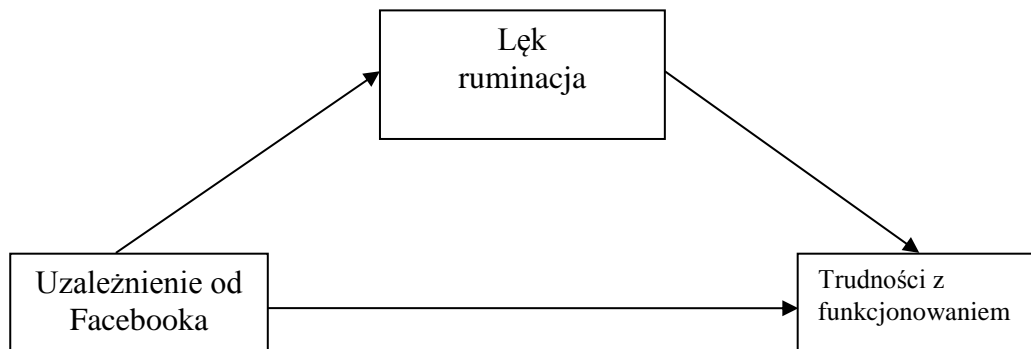 Lęk
ruminacja
Uzależnienie od
Facebooka
Trudności z
funkcjonowaniem